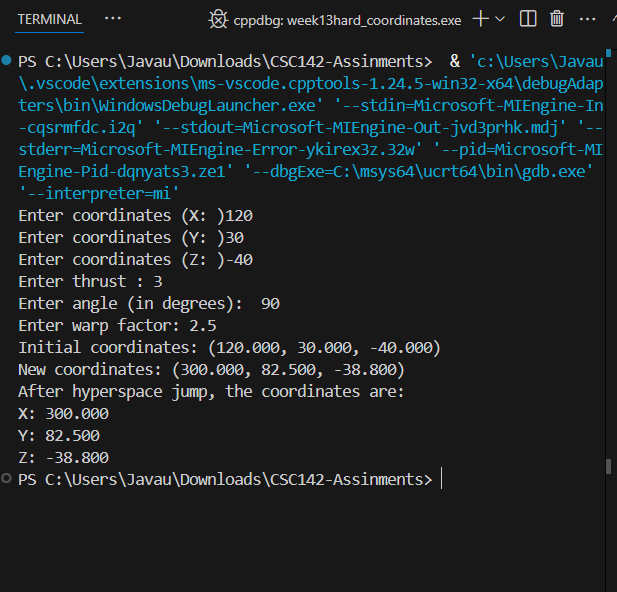 TERMINAL ··· cppdbg: week13hard_coordinates.exe
PS C:\Users\Javau\Downloads\CSC142-Assinments>  & 'c:\Users\Javau
\.vscode\extensions\ms-vscode.cpptools-1.24.5-win32-x64\debugAdap
ters\bin\WindowsDebugLauncher.exe' '--stdin=Microsoft-MIEngine-In
-cqsrmfdc.i2q' '--stdout=Microsoft-MIEngine-Out-jvd3prhk.mdj' '--
stderr=Microsoft-MIEngine-Error-ykirex3z.32w' '--pid=Microsoft-MI
Engine-Pid-dqnyats3.ze1' '--dbgExe=C:\msys64\ucrt64\bin\gdb.exe'
'--interpreter=mi'
Enter coordinates (X: )120
Enter coordinates (Y: )30
Enter coordinates (Z: )-40
Enter thrust : 3
Enter angle (in degrees):  90
Enter warp factor: 2.5
Initial coordinates: (120.000, 30.000, -40.000)
New coordinates: (300.000, 82.500, -38.800)
After hyperspace jump, the coordinates are:
X: 300.000
Y: 82.500
Z: -38.800
PS C:\Users\Javau\Downloads\CSC142-Assinments>